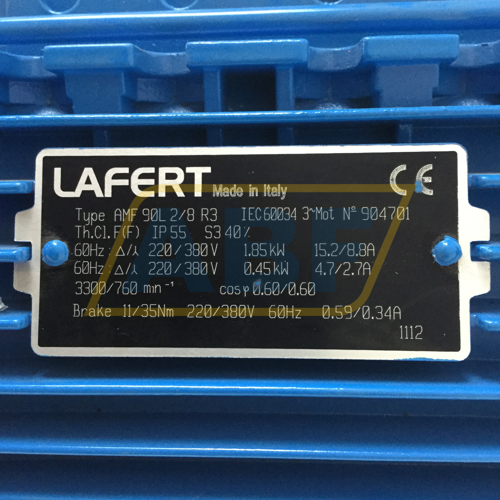 LAFERT Made in Italy CE
Type AMF 90L 2/8 R3 IEC60034 3~Mot Nº 904701
Th.Cl.F(F) IP55 S3 40%
60Hz: Δ/⅄ 220/380V 1.85kW 15.2/8.8A
60Hz: Δ/⅄ 220/380V 0.45kW 4.7/2.7A
3300/760 min⁻¹ cosφ 0.60/0.60
Brake 11/35Nm 220/380V 60Hz 0.59/0.34A
1112
ABF